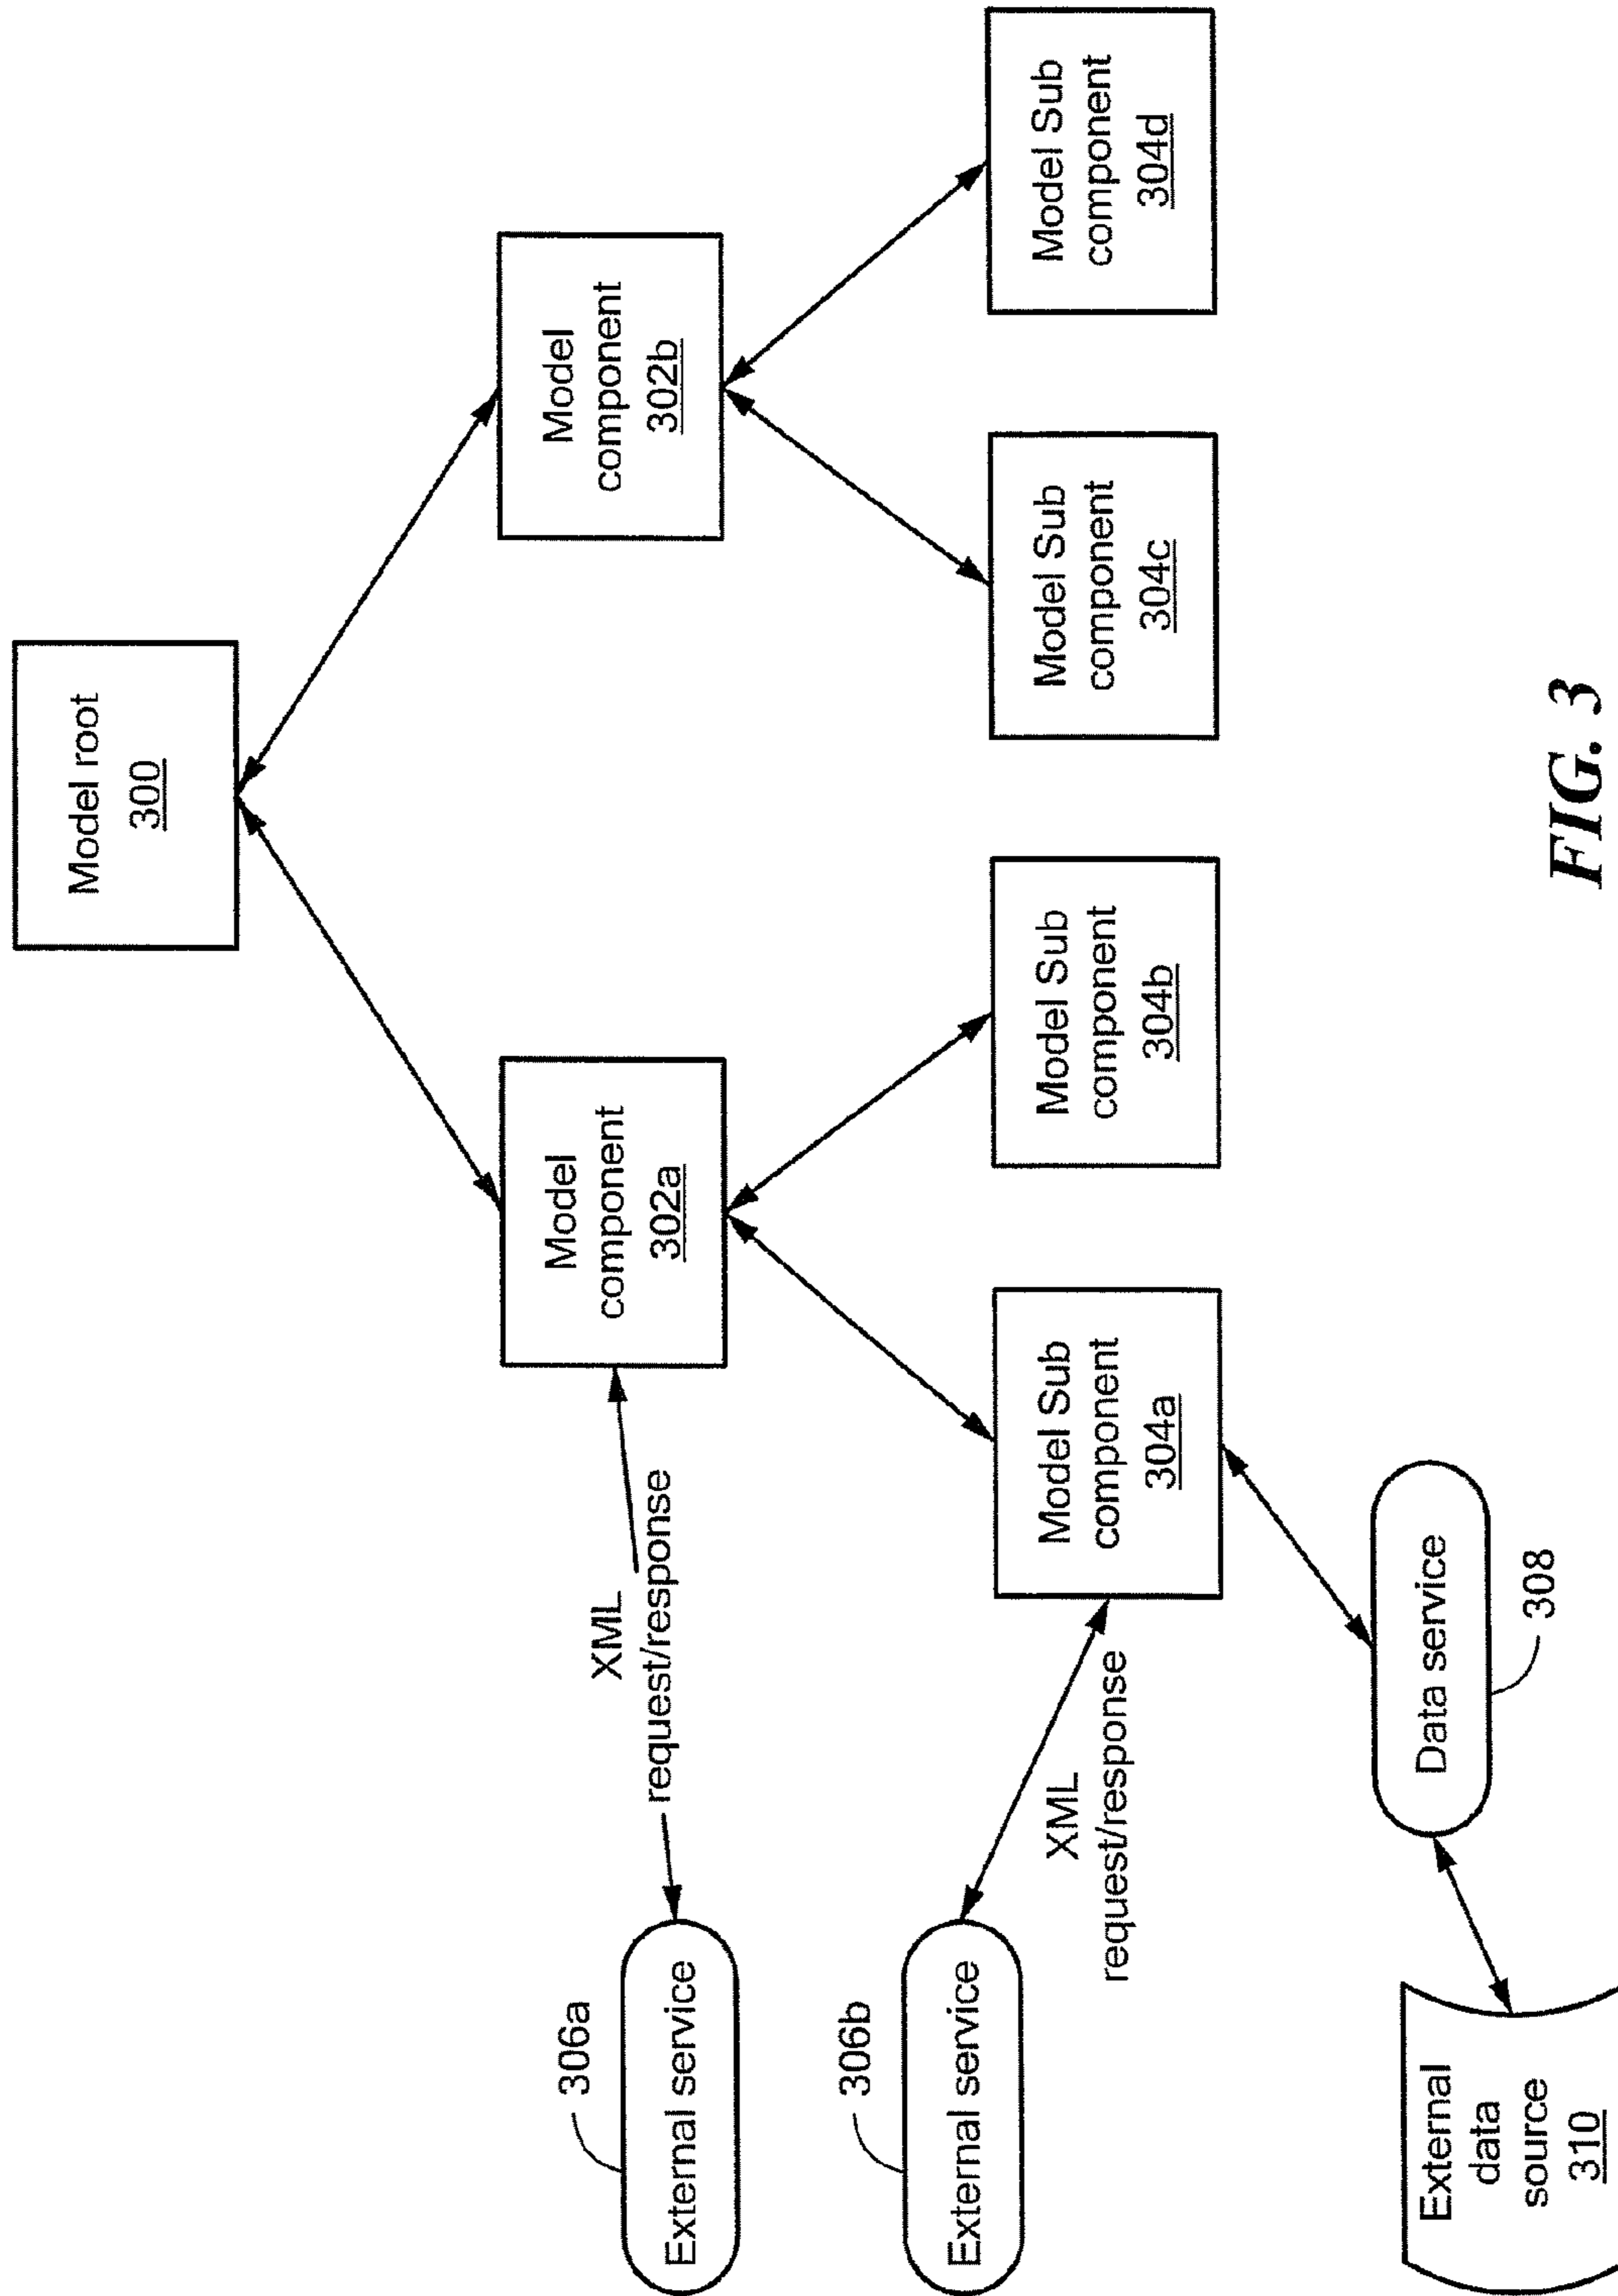 Model root
300
Model
component
302a
Model
component
302b
306a
External service
XML
request/response
306b
External service
XML
request/response
Model Sub
component
304a
Model Sub
component
304b
Model Sub
component
304c
Model Sub
component
304d
External
data
source
310
Data service
308
FIG. 3